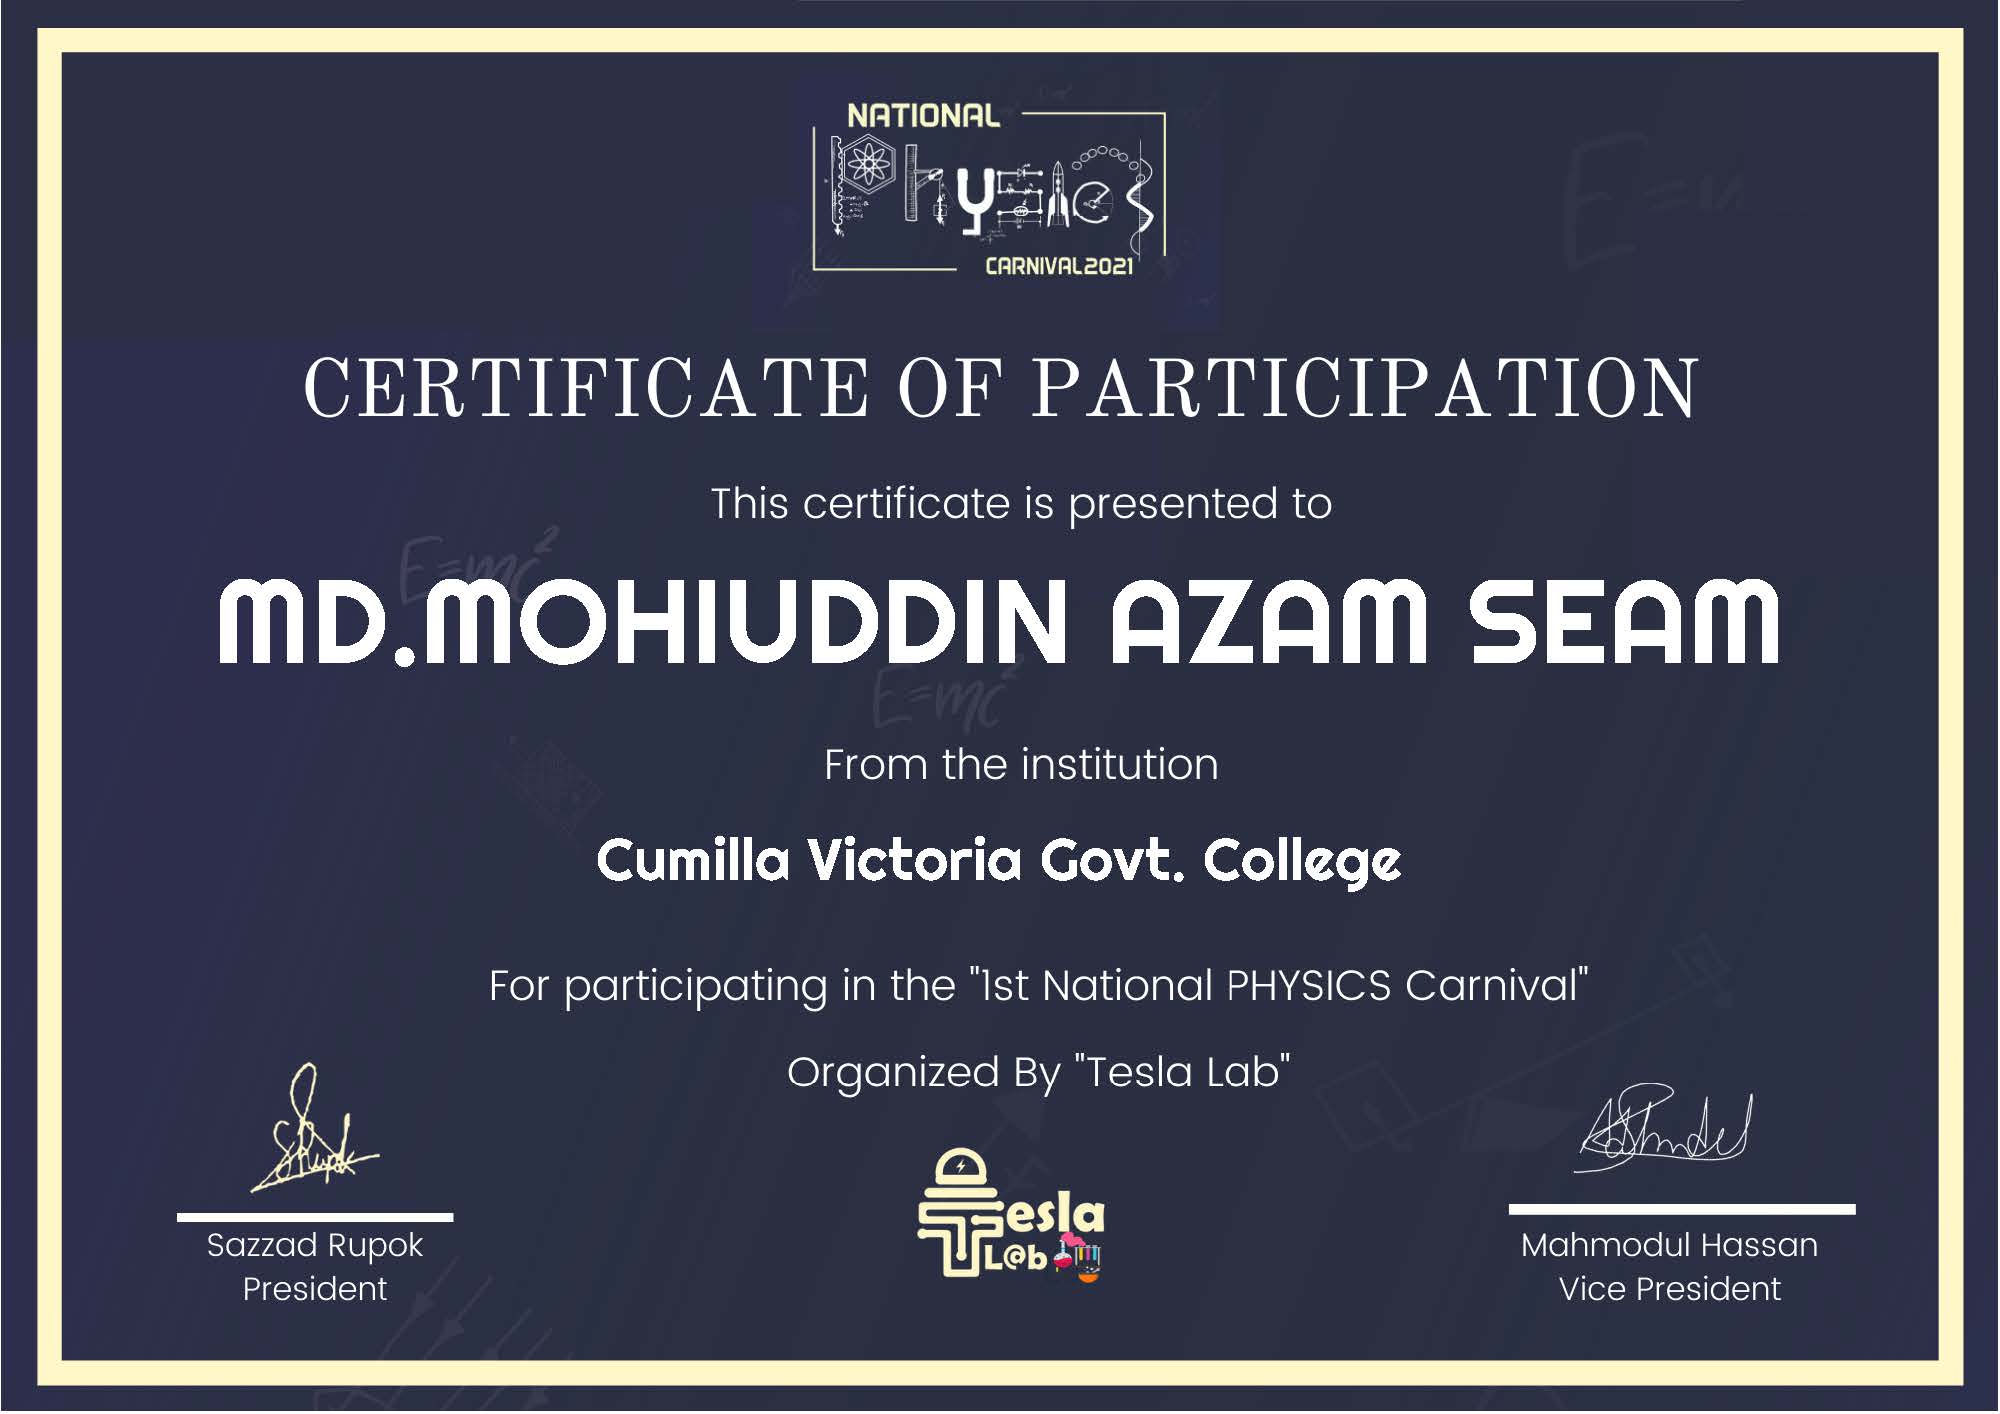 NATIONAL
PHysics
CARNIVAL2021
CERTIFICATE OF PARTICIPATION
This certificate is presented to
E=mc²
MD.MOHIUDDIN AZAM SEAM
E=mc²
From the institution
Cumilla Victoria Govt. College
For participating in the "1st National PHYSICS Carnival"
Organized By "Tesla Lab"
Tesla
L@b
Sazzad Rupok
President
Mahmodul Hassan
Vice President